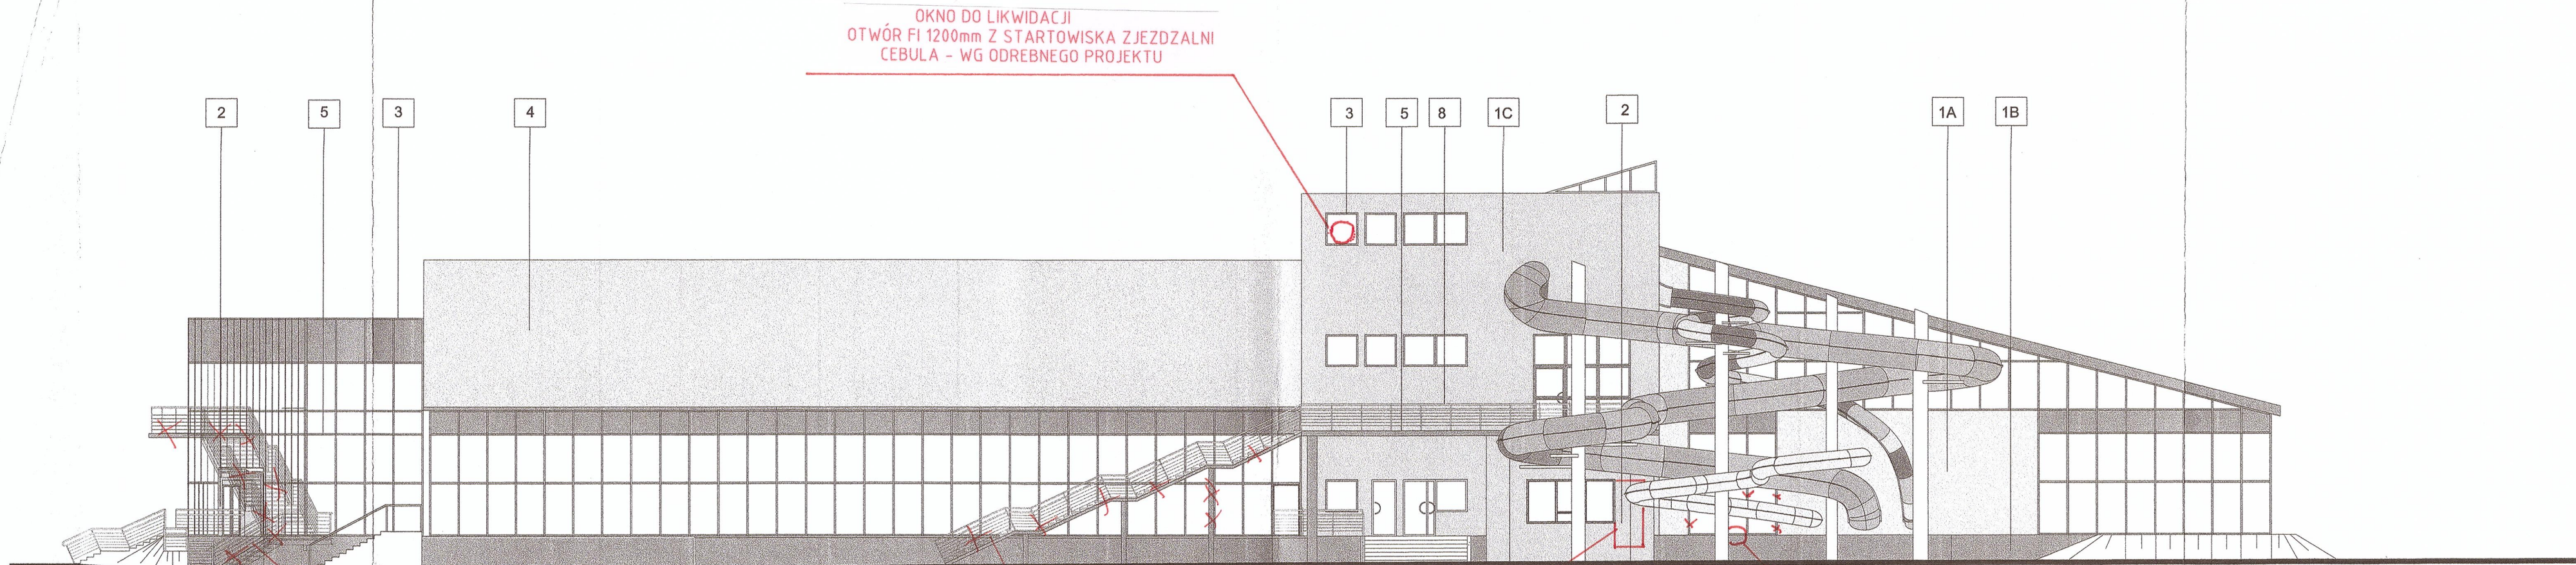 OKNO DO LIKWIDACJI
OTWÓR FI 1200mm Z STARTOWISKA ZJEZDZALNI
CEBULA - WG ODREBNEGO PROJEKTU
2 5 3 4 3 5 8 1C 2 1A 1B